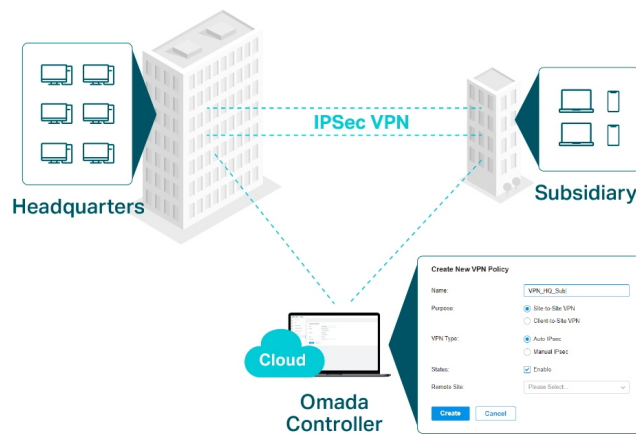 IPSec VPN
Headquarters
Subsidiary
Create New VPN Policy
Name: VPN_HQ_Sub
Purpose: Site-to-Site VPN
Client-to-Site VPN
VPN Type: Auto IPsec
Manual IPsec
States: Enable
Remote Site: Please Select...
Create Cancel
Cloud
Omada
Controller